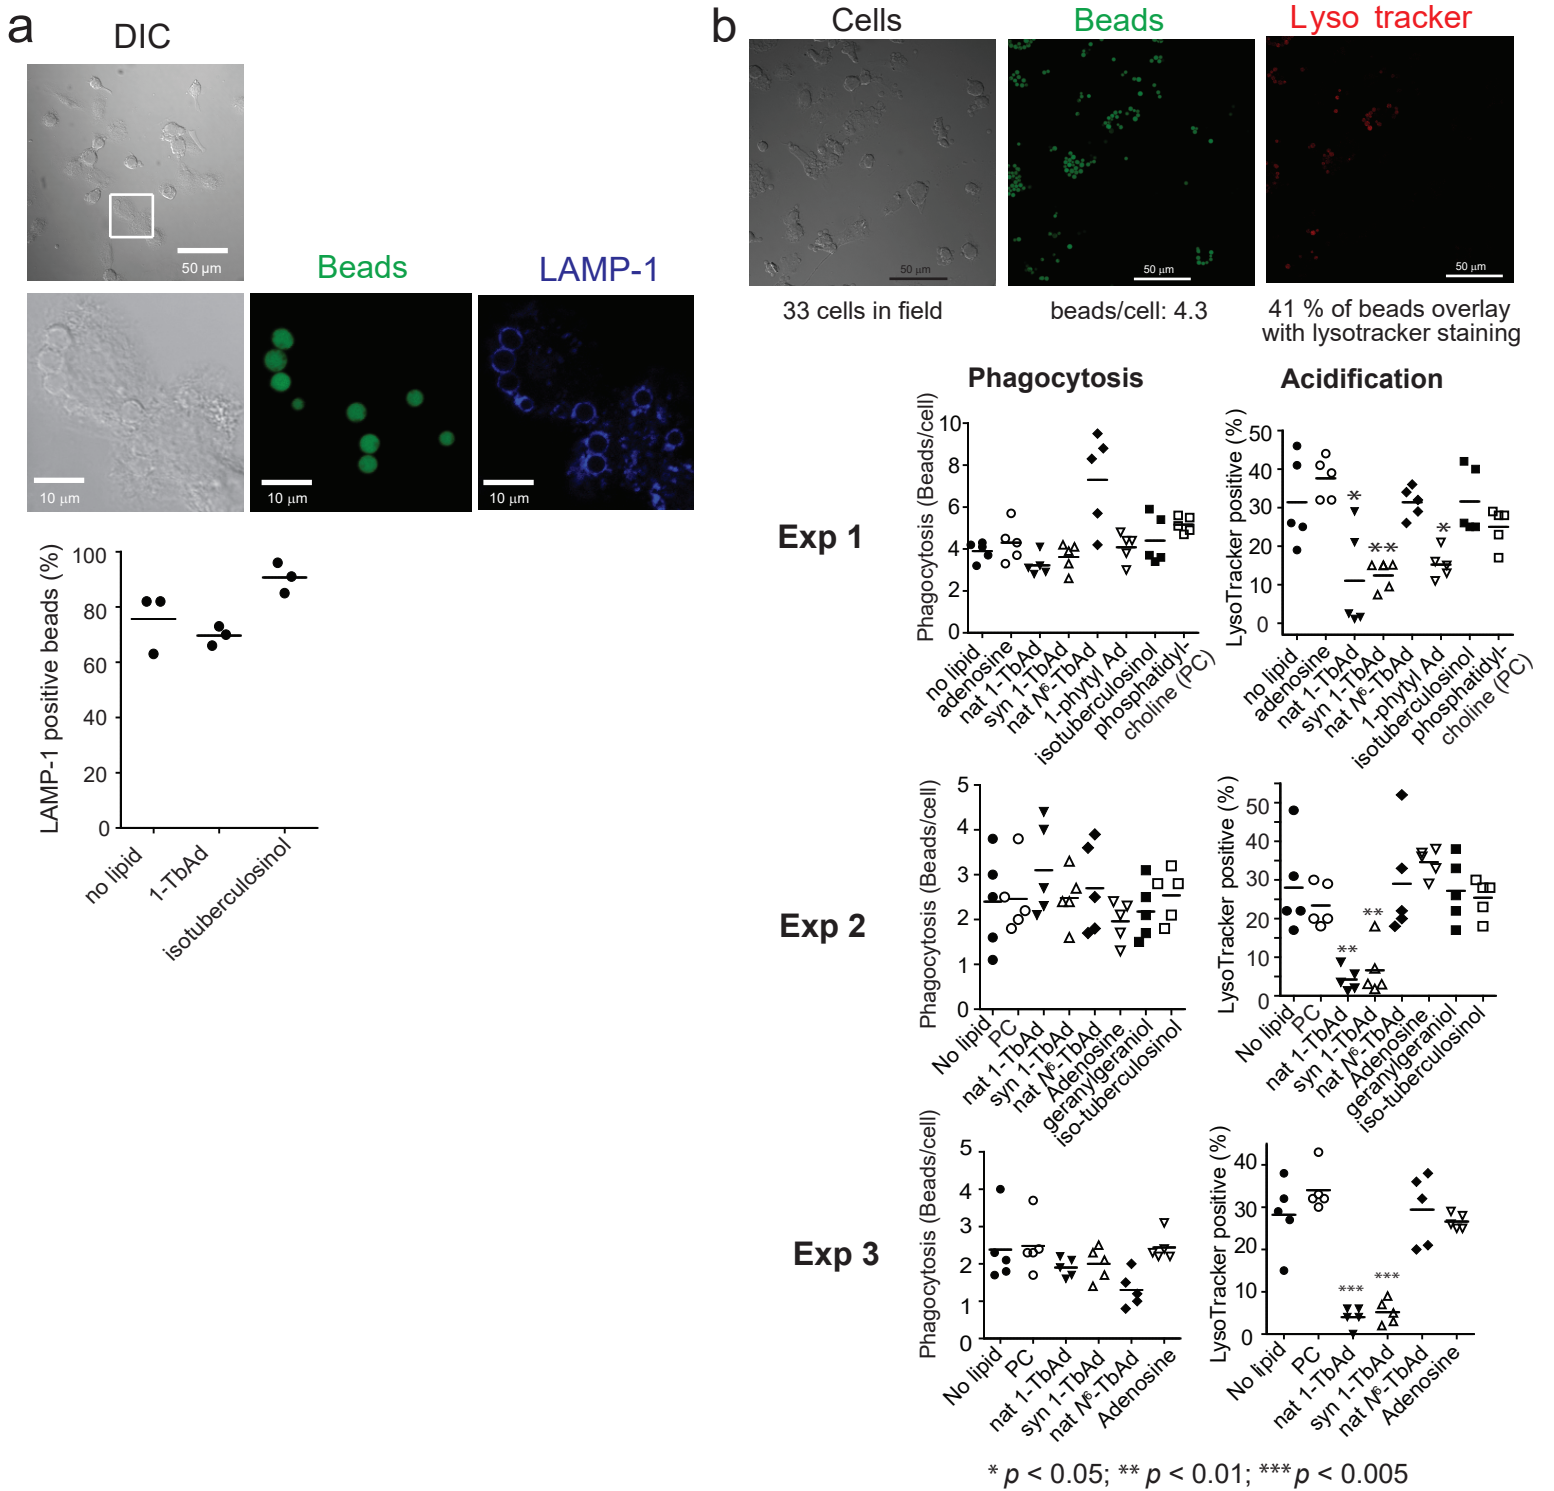 a
DIC
50 µm
Beads
LAMP-1
10 µm
10 µm
10 µm
LAMP-1 positive beads (%)
100
80
60
40
20
0
no lipid
1-TbAd
isotuberculosinol
b
Cells
Beads
Lyso tracker
50 µm
50 µm
50 µm
33 cells in field
beads/cell: 4.3
41 % of beads overlay
with lysotracker staining
Phagocytosis
Acidification
Exp 1
Phagocytosis (Beads/cell)
10
8
6
4
2
0
no lipid
adenosine
nat 1-TbAd
syn 1-TbAd
nat N⁶-TbAd
1-phytyl Ad
isotuberculosinol
phosphatidyl-
choline (PC)
LysoTracker positive (%)
50
40
30
20
10
0
*
**
*
no lipid
adenosine
nat 1-TbAd
syn 1-TbAd
nat N⁶-TbAd
1-phytyl Ad
isotuberculosinol
phosphatidyl-
choline (PC)
Exp 2
Phagocytosis (Beads/cell)
5
4
3
2
1
0
No lipid
PC
nat 1-TbAd
syn 1-TbAd
nat N⁶-TbAd
Adenosine
geranylgeraniol
iso-tuberculosinol
LysoTracker positive (%)
50
40
30
20
10
0
**
**
No lipid
PC
nat 1-TbAd
syn 1-TbAd
nat N⁶-TbAd
Adenosine
geranylgeraniol
iso-tuberculosinol
Exp 3
Phagocytosis (Beads/cell)
5
4
3
2
1
0
No lipid
PC
nat 1-TbAd
syn 1-TbAd
nat N⁶-TbAd
Adenosine
LysoTracker positive (%)
40
30
20
10
0
***
***
No lipid
PC
nat 1-TbAd
syn 1-TbAd
nat N⁶-TbAd
Adenosine
* p < 0.05; ** p < 0.01; *** p < 0.005